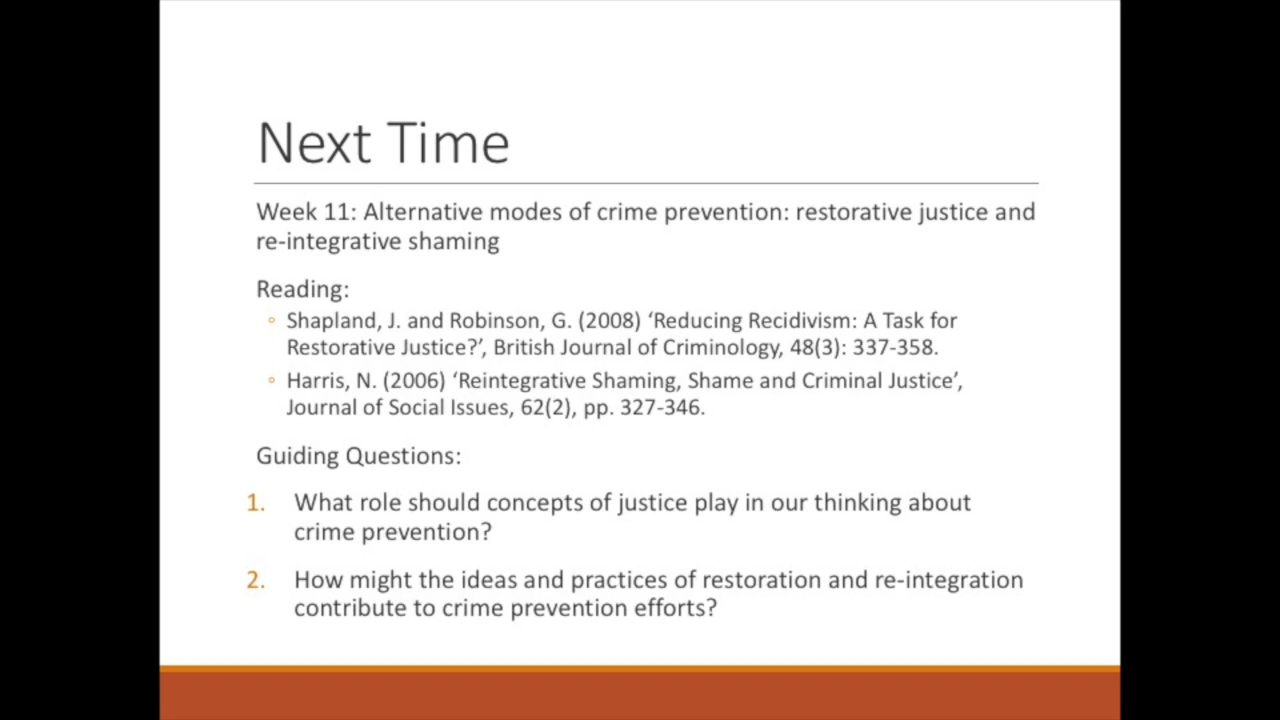 Next Time
Week 11: Alternative modes of crime prevention: restorative justice and
re-integrative shaming
Reading:
◦ Shapland, J. and Robinson, G. (2008) ‘Reducing Recidivism: A Task for
Restorative Justice?’, British Journal of Criminology, 48(3): 337-358.
◦ Harris, N. (2006) ‘Reintegrative Shaming, Shame and Criminal Justice’,
Journal of Social Issues, 62(2), pp. 327-346.
Guiding Questions:
1. What role should concepts of justice play in our thinking about
crime prevention?
2. How might the ideas and practices of restoration and re-integration
contribute to crime prevention efforts?